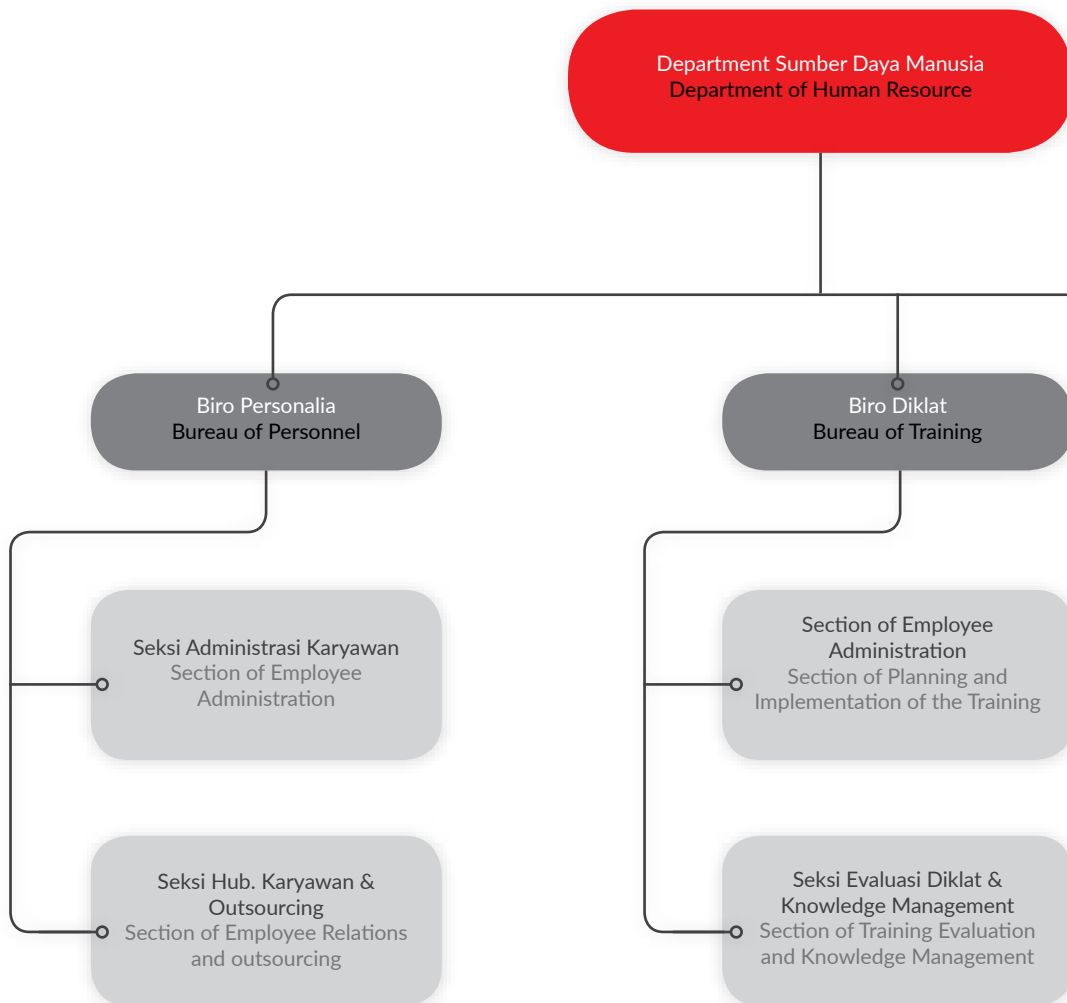 Department Sumber Daya Manusia
Department of Human Resource
Biro Personalia
Bureau of Personnel
Biro Diklat
Bureau of Training
Seksi Administrasi Karyawan
Section of Employee
Administration
Section of Employee
Administration
Section of Planning and
Implementation of the Training
Seksi Hub. Karyawan &
Outsourcing
Section of Employee Relations
and outsourcing
Seksi Evaluasi Diklat &
Knowledge Management
Section of Training Evaluation
and Knowledge Management